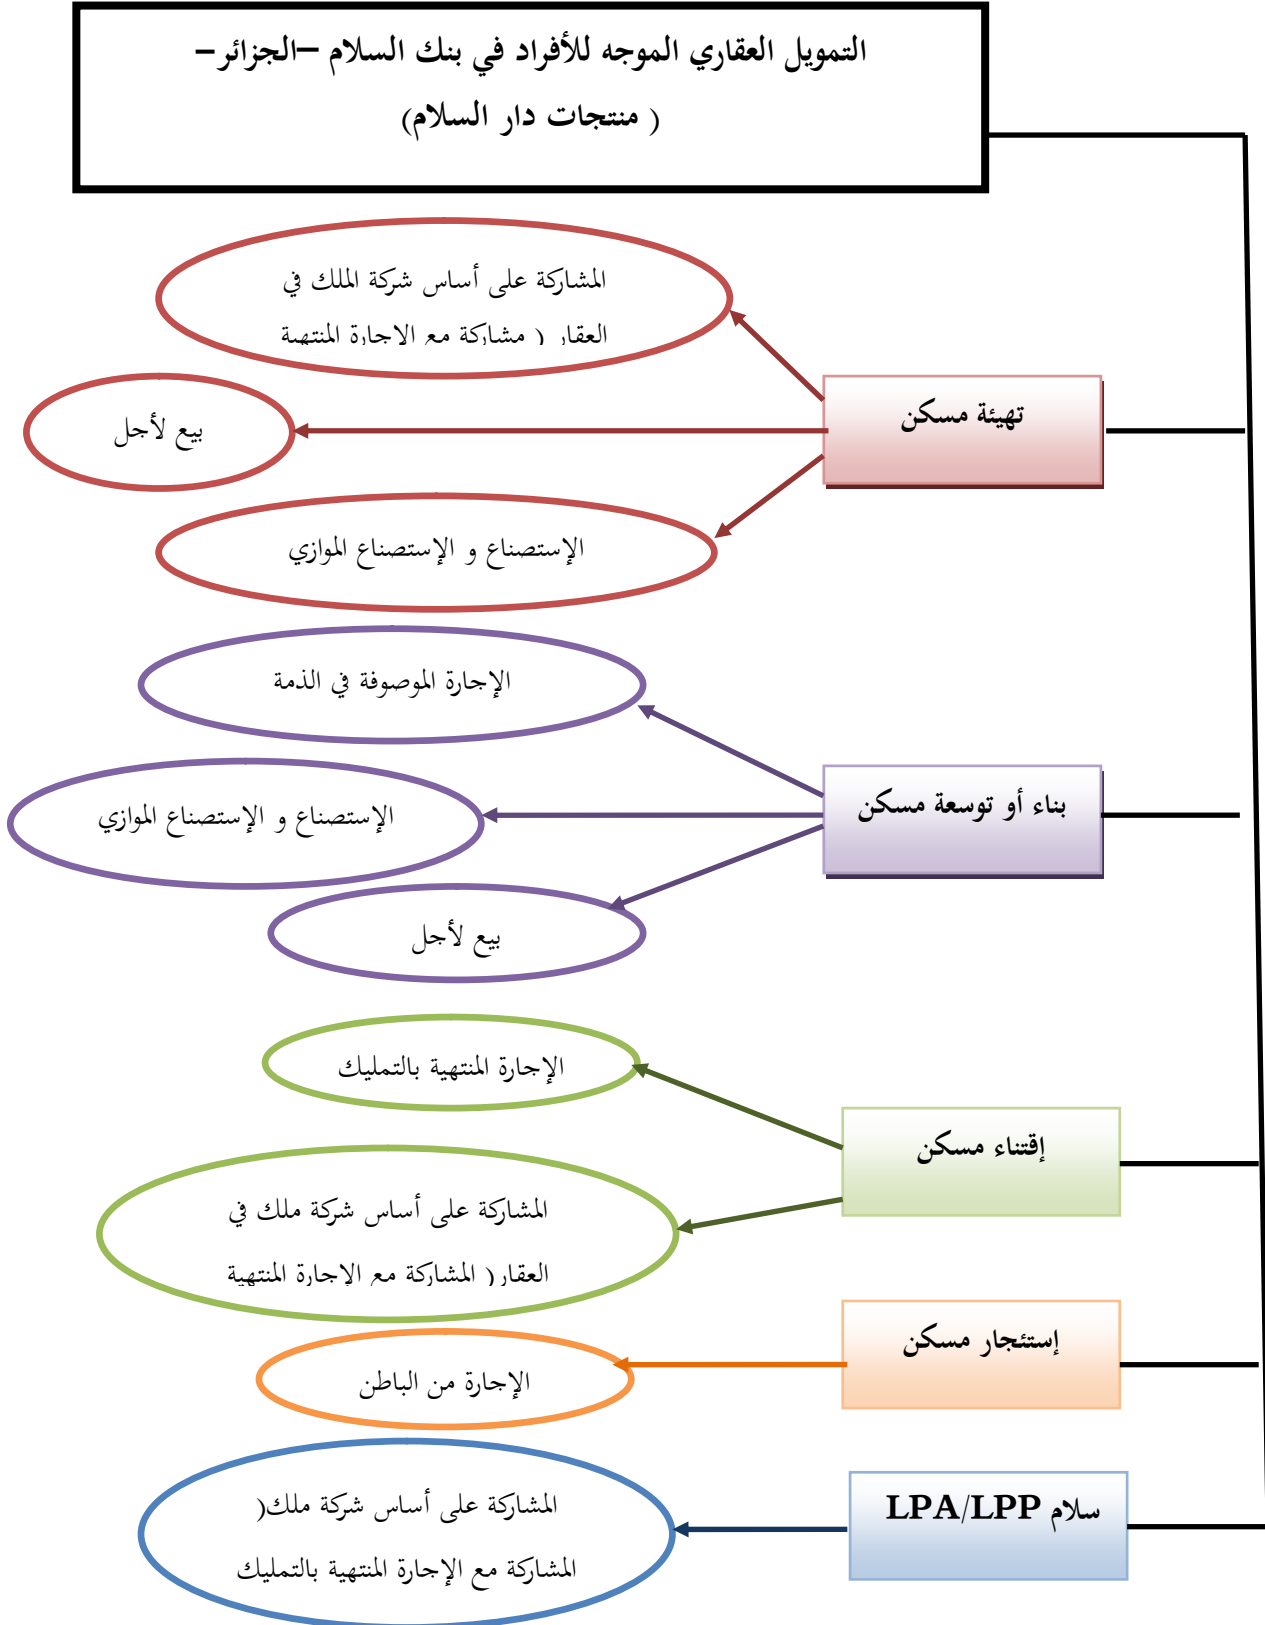 التمويل العقاري الموجه للأفراد في بنك السلام –الجزائر–
( منتجات دار السلام)
تهيئة مسكن
المشاركة على أساس شركة الملك في
العقار ( مشاركة مع الاجارة المنتهية
بيع لأجل
الإستصناع و الإستصناع الموازي
بناء أو توسعة مسكن
الإجارة الموصوفة في الذمة
الإستصناع و الإستصناع الموازي
بيع لأجل
إقتناء مسكن
الإجارة المنتهية بالتمليك
المشاركة على أساس شركة ملك في
العقار( المشاركة مع الاجارة المنتهية
إستئجار مسكن
الإجارة من الباطن
سلام LPA/LPP
المشاركة على أساس شركة ملك(
المشاركة مع الإجارة المنتهية بالتمليك